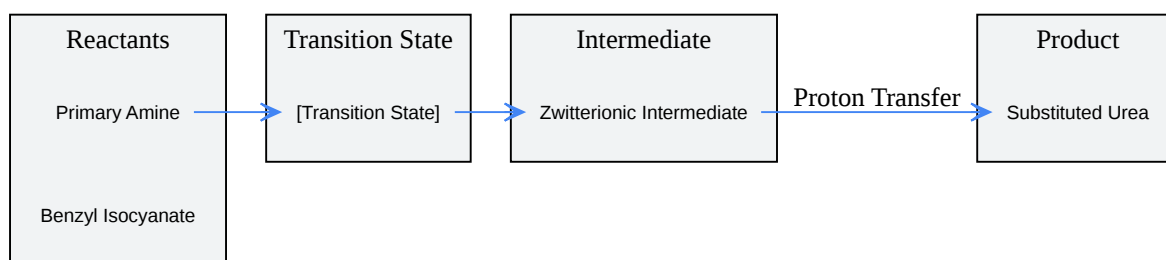 Reactants
Transition State
Intermediate
Product
Primary Amine
[Transition State]
Zwitterionic Intermediate
Proton Transfer
Substituted Urea
Benzyl Isocyanate